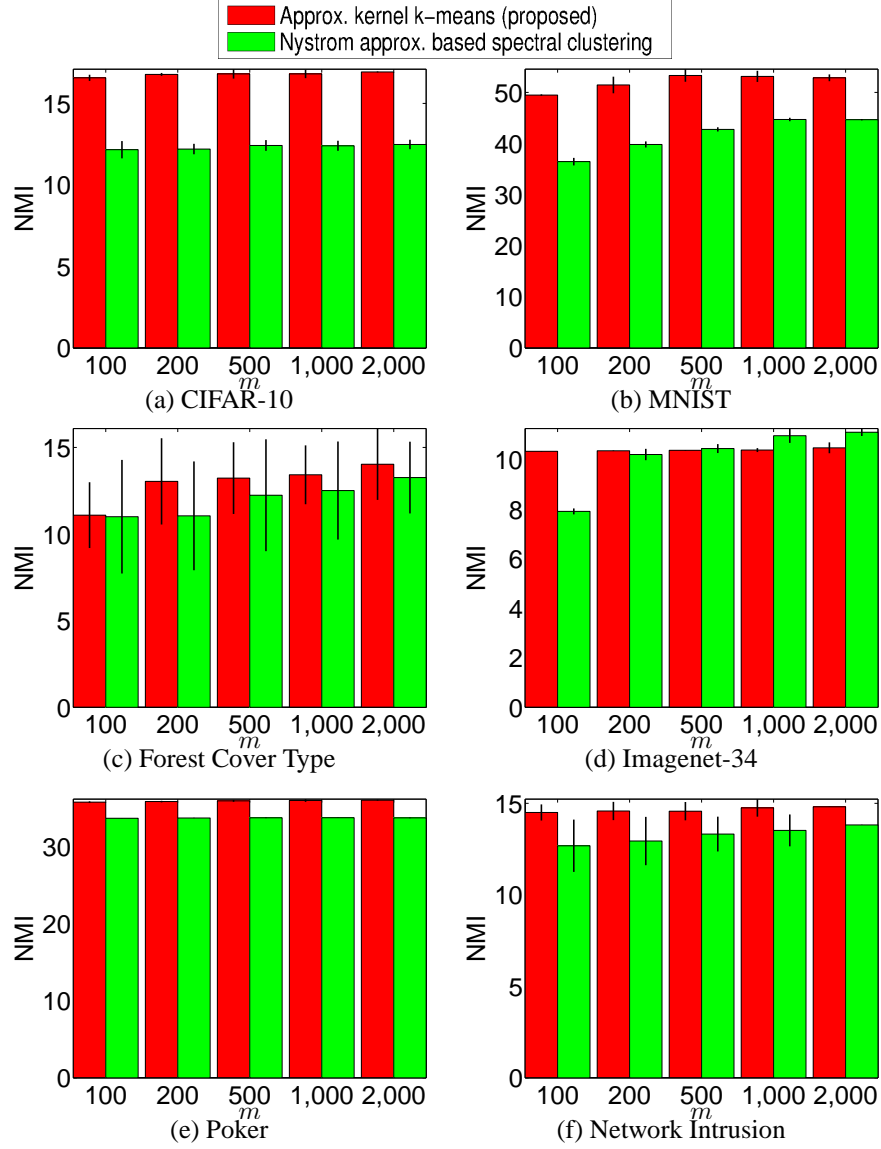 Approx. kernel k−means (proposed)
Nystrom approx. based spectral clustering
NMI
15
10
5
0
100 200 500 1,000 2,000
m
(a) CIFAR-10
NMI
50
40
30
20
10
0
100 200 500 1,000 2,000
m
(b) MNIST
NMI
15
10
5
0
100 200 500 1,000 2,000
m
(c) Forest Cover Type
NMI
10
8
6
4
2
0
100 200 500 1,000 2,000
m
(d) Imagenet-34
NMI
30
20
10
0
100 200 500 1,000 2,000
m
(e) Poker
NMI
15
10
5
0
100 200 500 1,000 2,000
m
(f) Network Intrusion